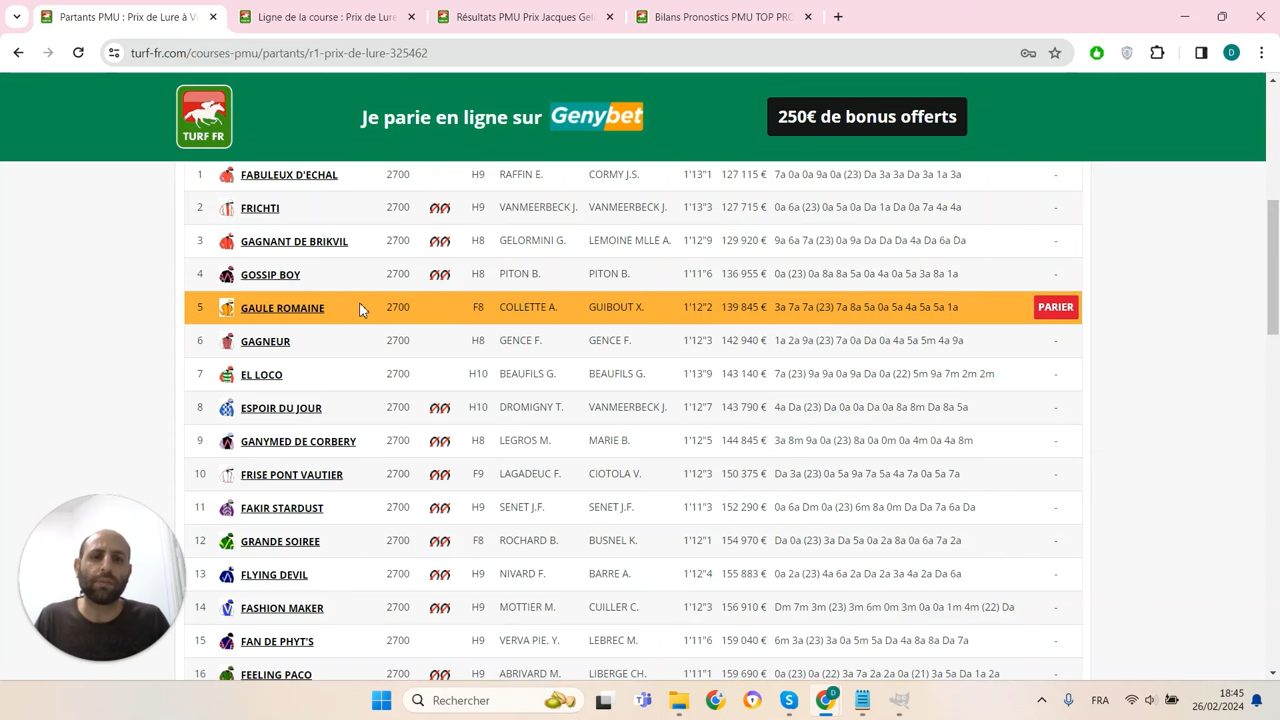 Partants PMU : Prix de Lure à Vi
Ligne de la course : Prix de Lure
Résultats PMU Prix Jacques Gel
Bilans Pronostics PMU TOP PRO
turf-fr.com/courses-pmu/partants/r1-prix-de-lure-325462
D
TURF FR
Je parie en ligne sur Genybet
250€ de bonus offerts
1 FABULEUX D'ECHAL 2700 H9 RAFFIN E. CORMY J.S. 1'13"1 127 115 € 7a 0a 0a 9a 0a (23) Da 3a 3a Da 3a 1a 3a -
2 FRICHTI 2700 H9 VANMEERBECK J. VANMEERBECK J. 1'13"3 127 715 € 0a 6a (23) 0a 5a 0a Da 1a Da 0a 7a 4a 4a -
3 GAGNANT DE BRIKVIL 2700 H8 GELORMINI G. LEMOINE MLLE A. 1'12"9 129 920 € 9a 6a 7a (23) 0a 9a Da Da Da 4a Da 6a Da -
4 GOSSIP BOY 2700 H8 PITON B. PITON B. 1'11"6 136 955 € 0a (23) 0a 8a 8a 5a 0a 4a 0a 5a 3a 8a 1a -
5 GAULE ROMAINE 2700 F8 COLLETTE A. GUIBOUT X. 1'12"2 139 845 € 3a 7a 7a (23) 7a 8a 5a 0a 5a 4a 5a 5a 1a PARIER
6 GAGNEUR 2700 H8 GENCE F. GENCE F. 1'12"3 142 940 € 1a 2a 9a (23) 7a 0a Da 0a 4a 5a 5m 4a 9a -
7 EL LOCO 2700 H10 BEAUFILS G. BEAUFILS G. 1'13"9 143 140 € 7a (23) 9a 9a 0a 9a Da 0a (22) 5m 9a 7m 2m 2m -
8 ESPOIR DU JOUR 2700 H10 DROMIGNY T. VANMEERBECK J. 1'12"7 143 790 € 4a Da (23) Da 0a 0a Da 0a 8a 8m Da 8a 5a -
9 GANYMED DE CORBERY 2700 H8 LEGROS M. MARIE B. 1'12"5 144 845 € 3a 8m 9a 0a (23) 8a 0a 0m 0a 4m 0a 4a 8m -
10 FRISE PONT VAUTIER 2700 F9 LAGADEUC F. CIOTOLA V. 1'12"3 150 375 € Da 3a (23) 0a 5a 9a 7a 5a 4a 7a 0a 5a 7a -
11 FAKIR STARDUST 2700 H9 SENET J.F. SENET J.F. 1'11"3 152 290 € 0a 6a Dm 0a (23) 6m 8a 0m Da Da 7a 6a Da -
12 GRANDE SOIREE 2700 F8 ROCHARD B. BUSNEL K. 1'12"1 154 970 € Da 0a (23) 3a Da 5a 0a 2a 8a 0a 6a 7a 2a -
13 FLYING DEVIL 2700 H9 NIVARD F. BARRE A. 1'12"4 155 883 € 0a 2a (23) 4a 6a 2a Da 2a 3a 4a 2a Da 6a -
14 FASHION MAKER 2700 H9 MOTTIER M. CUILLER C. 1'12"3 156 910 € Dm 7m 3m (23) 3m 6m 0m 3m 0a 0a 1m 4m (22) Da -
15 FAN DE PHYT'S 2700 H9 VERVA PIE. Y. LEBREC M. 1'11"6 159 040 € 6m 3a (23) 3a 0a 5m 5a Da 4a 8a 8a Da 7a -
16 FEELING PACO 2700 H9 ABRIVARD M. LIBERGE CH. 1'11"6 159 690 € 0a (23) 0a (22) 3a 7a 2a 2a 0a (21) 3a 5a Da 1a 2a -
Rechercher
FRA
18:45
26/02/2024